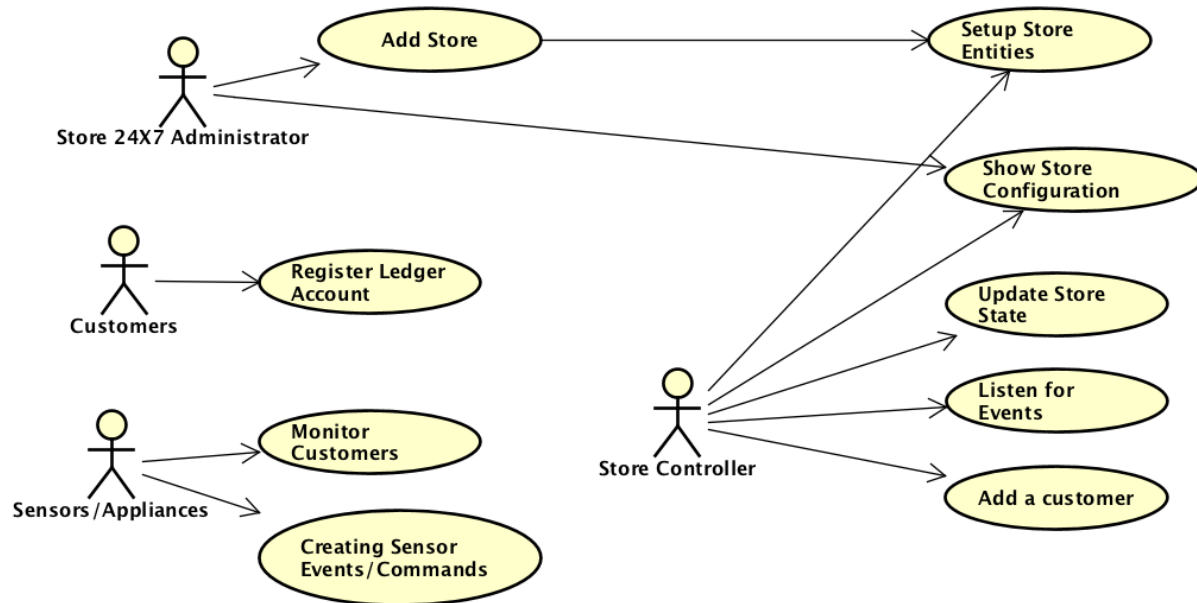 Add Store
Setup Store
Entities
Store 24X7 Administrator
Show Store
Configuration
Register Ledger
Account
Customers
Update Store
State
Listen for
Events
Monitor
Customers
Store Controller
Sensors/Appliances
Add a customer
Creating Sensor
Events/Commands